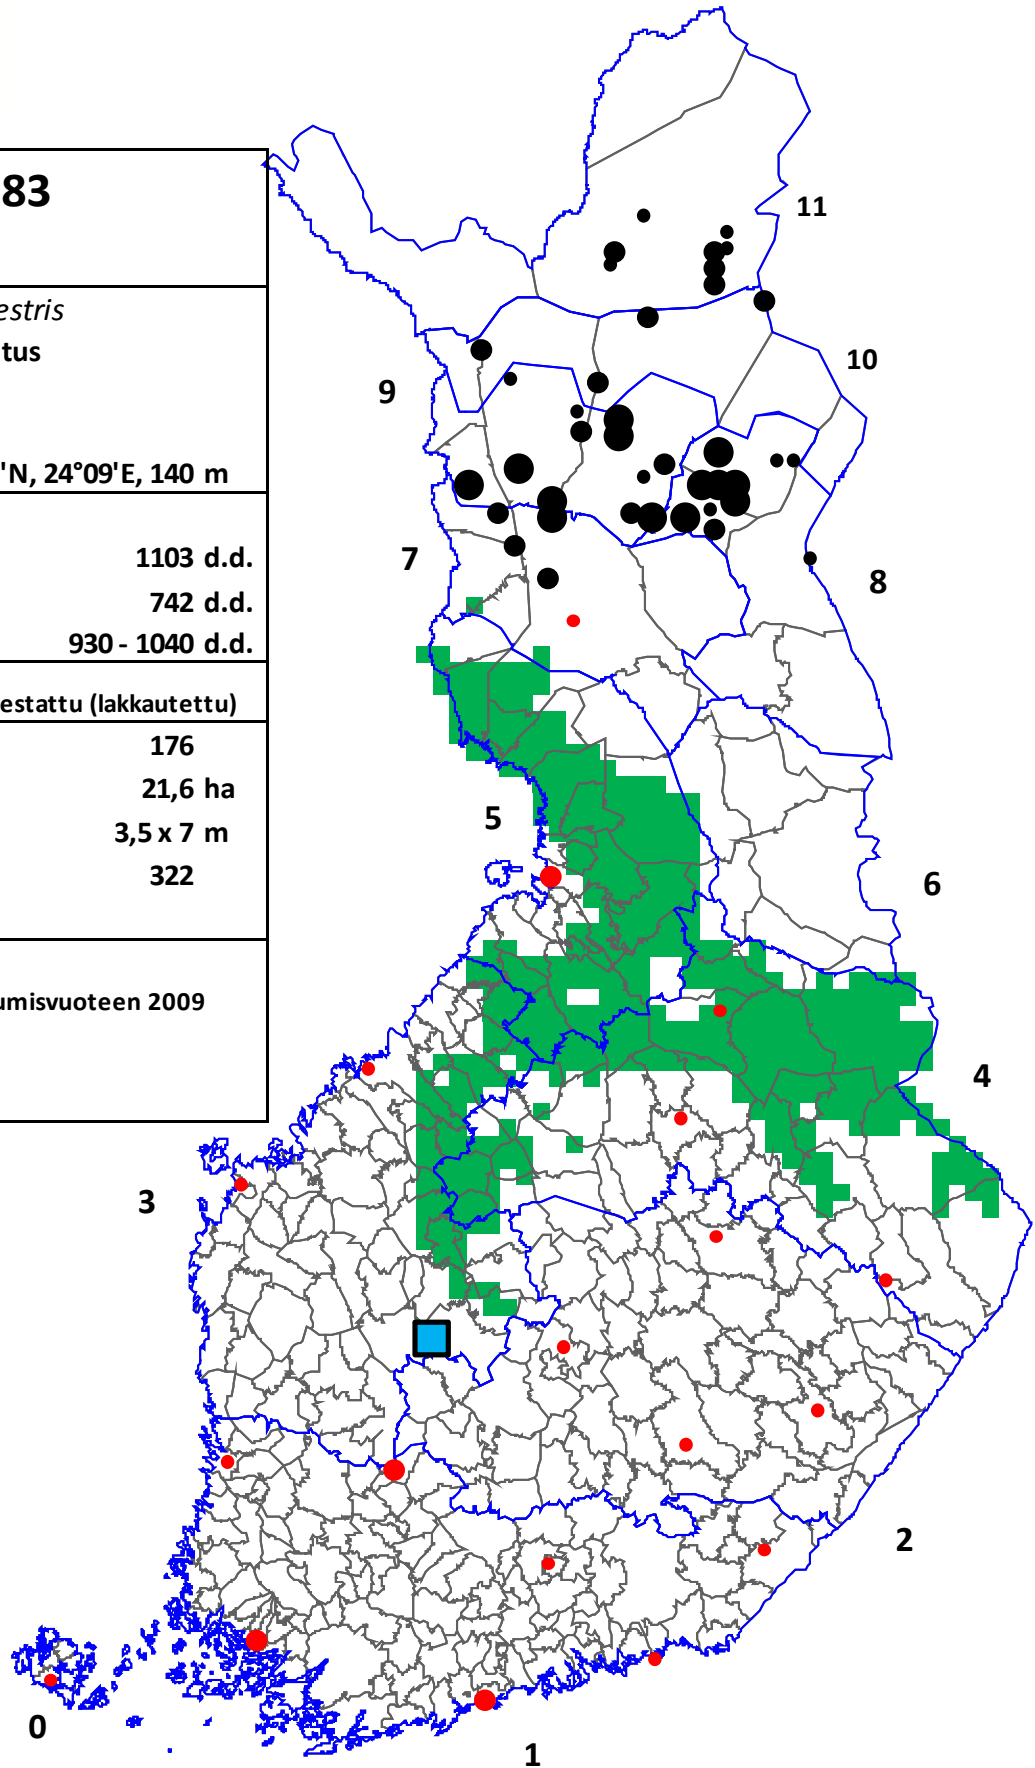 83
estris
tus
'N, 24°09'E, 140 m
1103 d.d.
742 d.d.
930 - 1040 d.d.
estattu (lakkautettu)
176
21,6 ha
3,5 x 7 m
322
umisvuoteen 2009
11
10
9
8
7
6
5
4
3
2
1
0